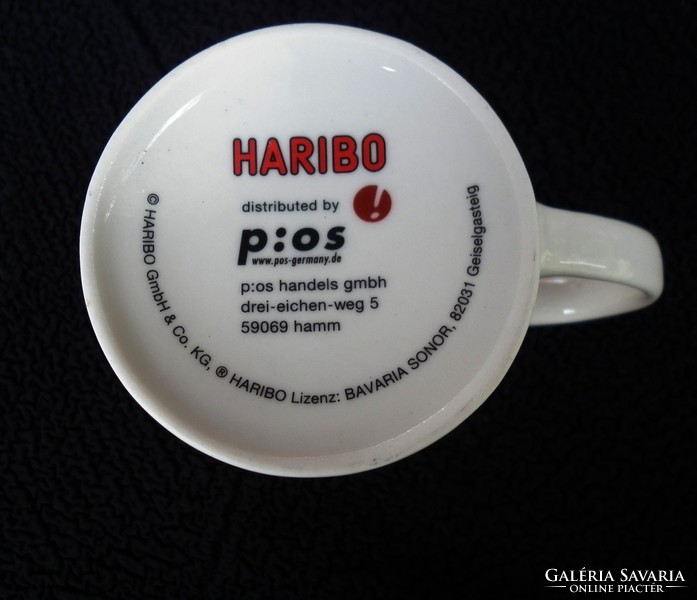 HARIBO
distributed by
p:os
www.pos-germany.de
p:os handels gmbh
drei-eichen-weg 5
59069 hamm
© HARIBO GmbH & Co. KG, ® HARIBO Lizenz: BAVARIA SONOR, 82031 Geiselgasteig
GALÉRIA SAVARIA
ONLINE PIACTÉR